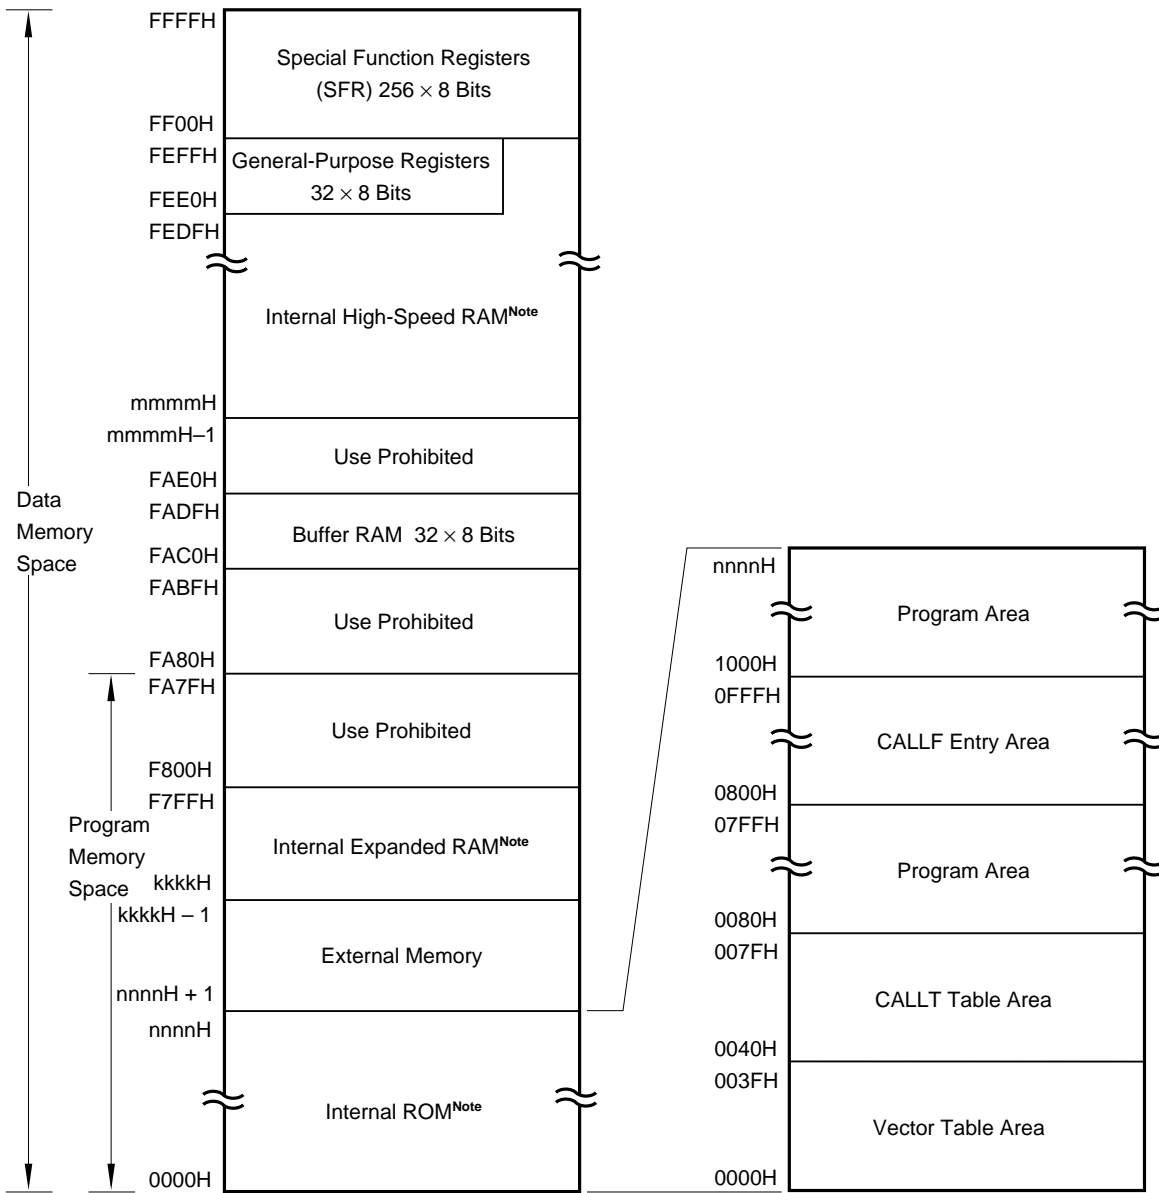 FFFFH
Special Function Registers
(SFR) 256 × 8 Bits
FF00H
FEFFH
General-Purpose Registers
32 × 8 Bits
FEE0H
FEDFH
Internal High-Speed RAMNote
mmmmH
mmmmH–1
Use Prohibited
FAE0H
FADFH
Buffer RAM 32 × 8 Bits
FAC0H
FABFH
Use Prohibited
FA80H
FA7FH
Use Prohibited
F800H
F7FFH
Internal Expanded RAMNote
kkkkH
kkkkH – 1
External Memory
nnnnH + 1
nnnnH
Internal ROMNote
0000H
Data
Memory
Space
Program
Memory
Space
nnnnH
Program Area
1000H
0FFFH
CALLF Entry Area
0800H
07FFH
Program Area
0080H
007FH
CALLT Table Area
0040H
003FH
Vector Table Area
0000H